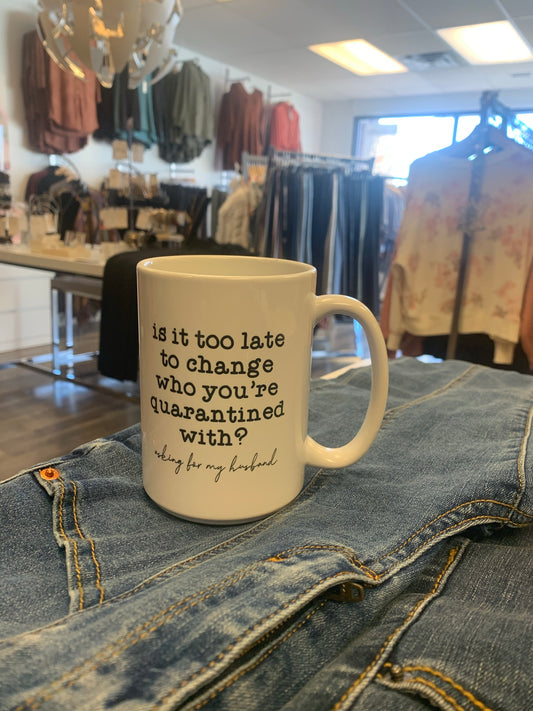 is it too late
to change
who you're
quarantined
with?
asking for my husband